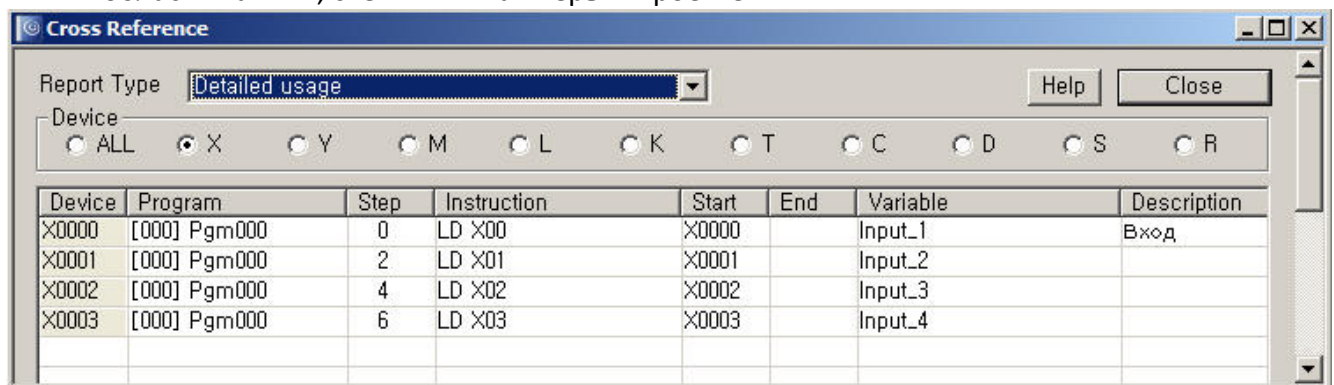 Cross Reference
Report Type Detailed usage Help Close
Device
ALL X Y M L K T C D S R
Device Program Step Instruction Start End Variable Description
X0000 [000] Pgm000 0 LD X00 X0000 Input_1 Вход
X0001 [000] Pgm000 2 LD X01 X0001 Input_2
X0002 [000] Pgm000 4 LD X02 X0002 Input_3
X0003 [000] Pgm000 6 LD X03 X0003 Input_4